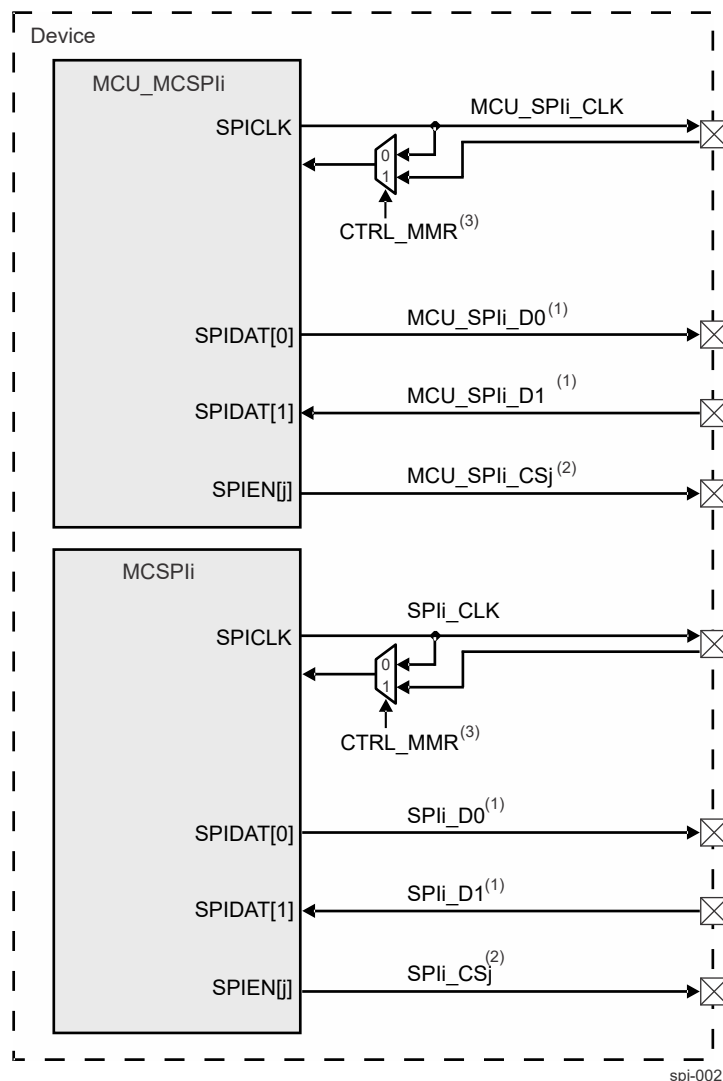 Device
MCU_MCSPIi
SPICLK
MCU_SPIi_CLK
0
1
CTRL_MMR(3)
SPIDAT[0]
MCU_SPIi_D0(1)
SPIDAT[1]
MCU_SPIi_D1 (1)
SPIEN[j]
MCU_SPIi_CSj(2)
MCSPIi
SPICLK
SPIi_CLK
0
1
CTRL_MMR(3)
SPIDAT[0]
SPIi_D0(1)
SPIDAT[1]
SPIi_D1(1)
SPIEN[j]
SPIi_CSj(2)
spi-002